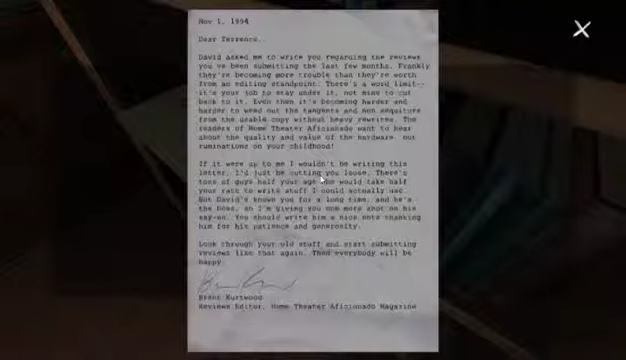 Nov 1, 1994
Dear Terrence,
David asked me to write you regarding the reviews
you've been submitting the last few months. Frankly
they're becoming more trouble than they're worth
from an editing standpoint. There's a word limit--
it's your job to stay under it, not mine to cut
back to it. Even then it's becoming harder and
harder to weed out the tangents and non sequiturs
from the usable copy without heavy rewrites. The
readers of Home Theater Aficionado want to hear
about the quality and value of the hardware, not
ruminations on your childhood!
If it were up to me I wouldn't be writing this
letter, I'd just be cutting you loose. There's
tons of guys half your age who would take half
your rate to write stuff I could actually use.
But David's known you for a long time, and he's
the boss, so I'm giving you one more shot on his
say-so. You should write him a nice note thanking
him for his patience and generosity.
Look through your old stuff and start submitting
reviews like that again. Then everybody will be
happy.
Brent Kurtwood
Reviews Editor, Home Theater Aficionado Magazine